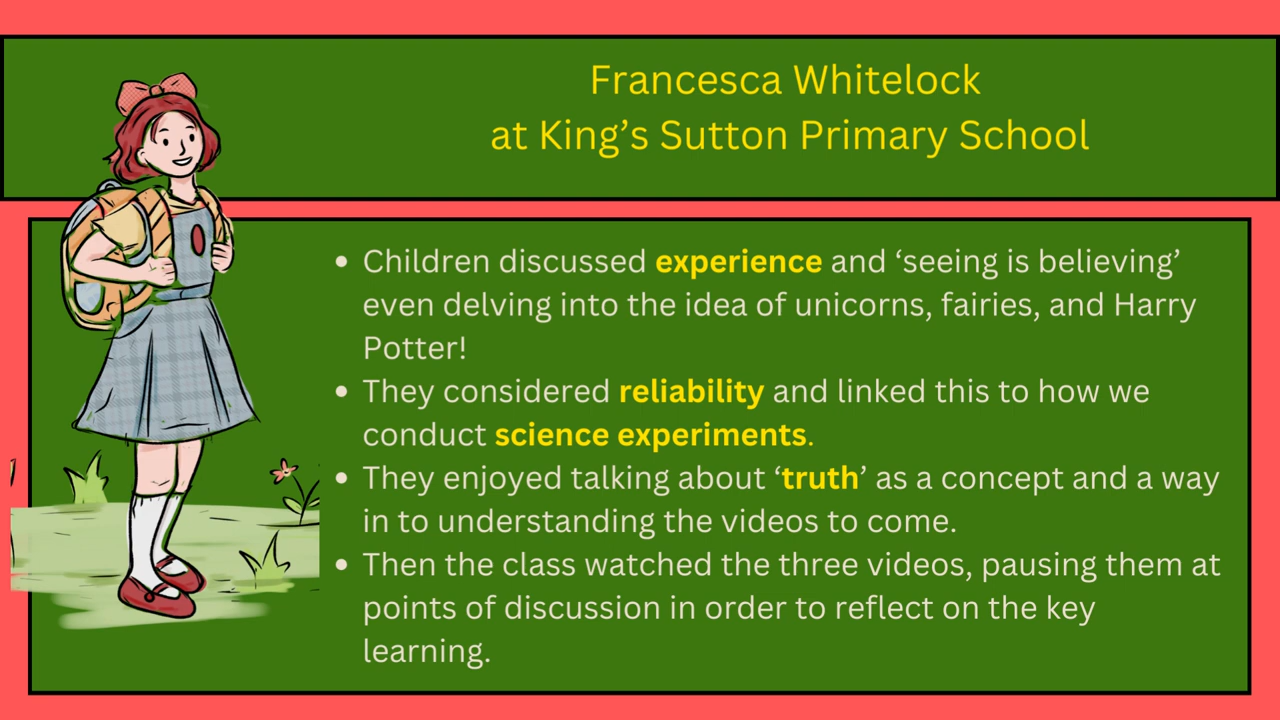 Francesca Whitelock
at King’s Sutton Primary School
• Children discussed experience and ‘seeing is believing’
even delving into the idea of unicorns, fairies, and Harry
Potter!
• They considered reliability and linked this to how we
conduct science experiments.
• They enjoyed talking about ‘truth’ as a concept and a way
in to understanding the videos to come.
• Then the class watched the three videos, pausing them at
points of discussion in order to reflect on the key
learning.